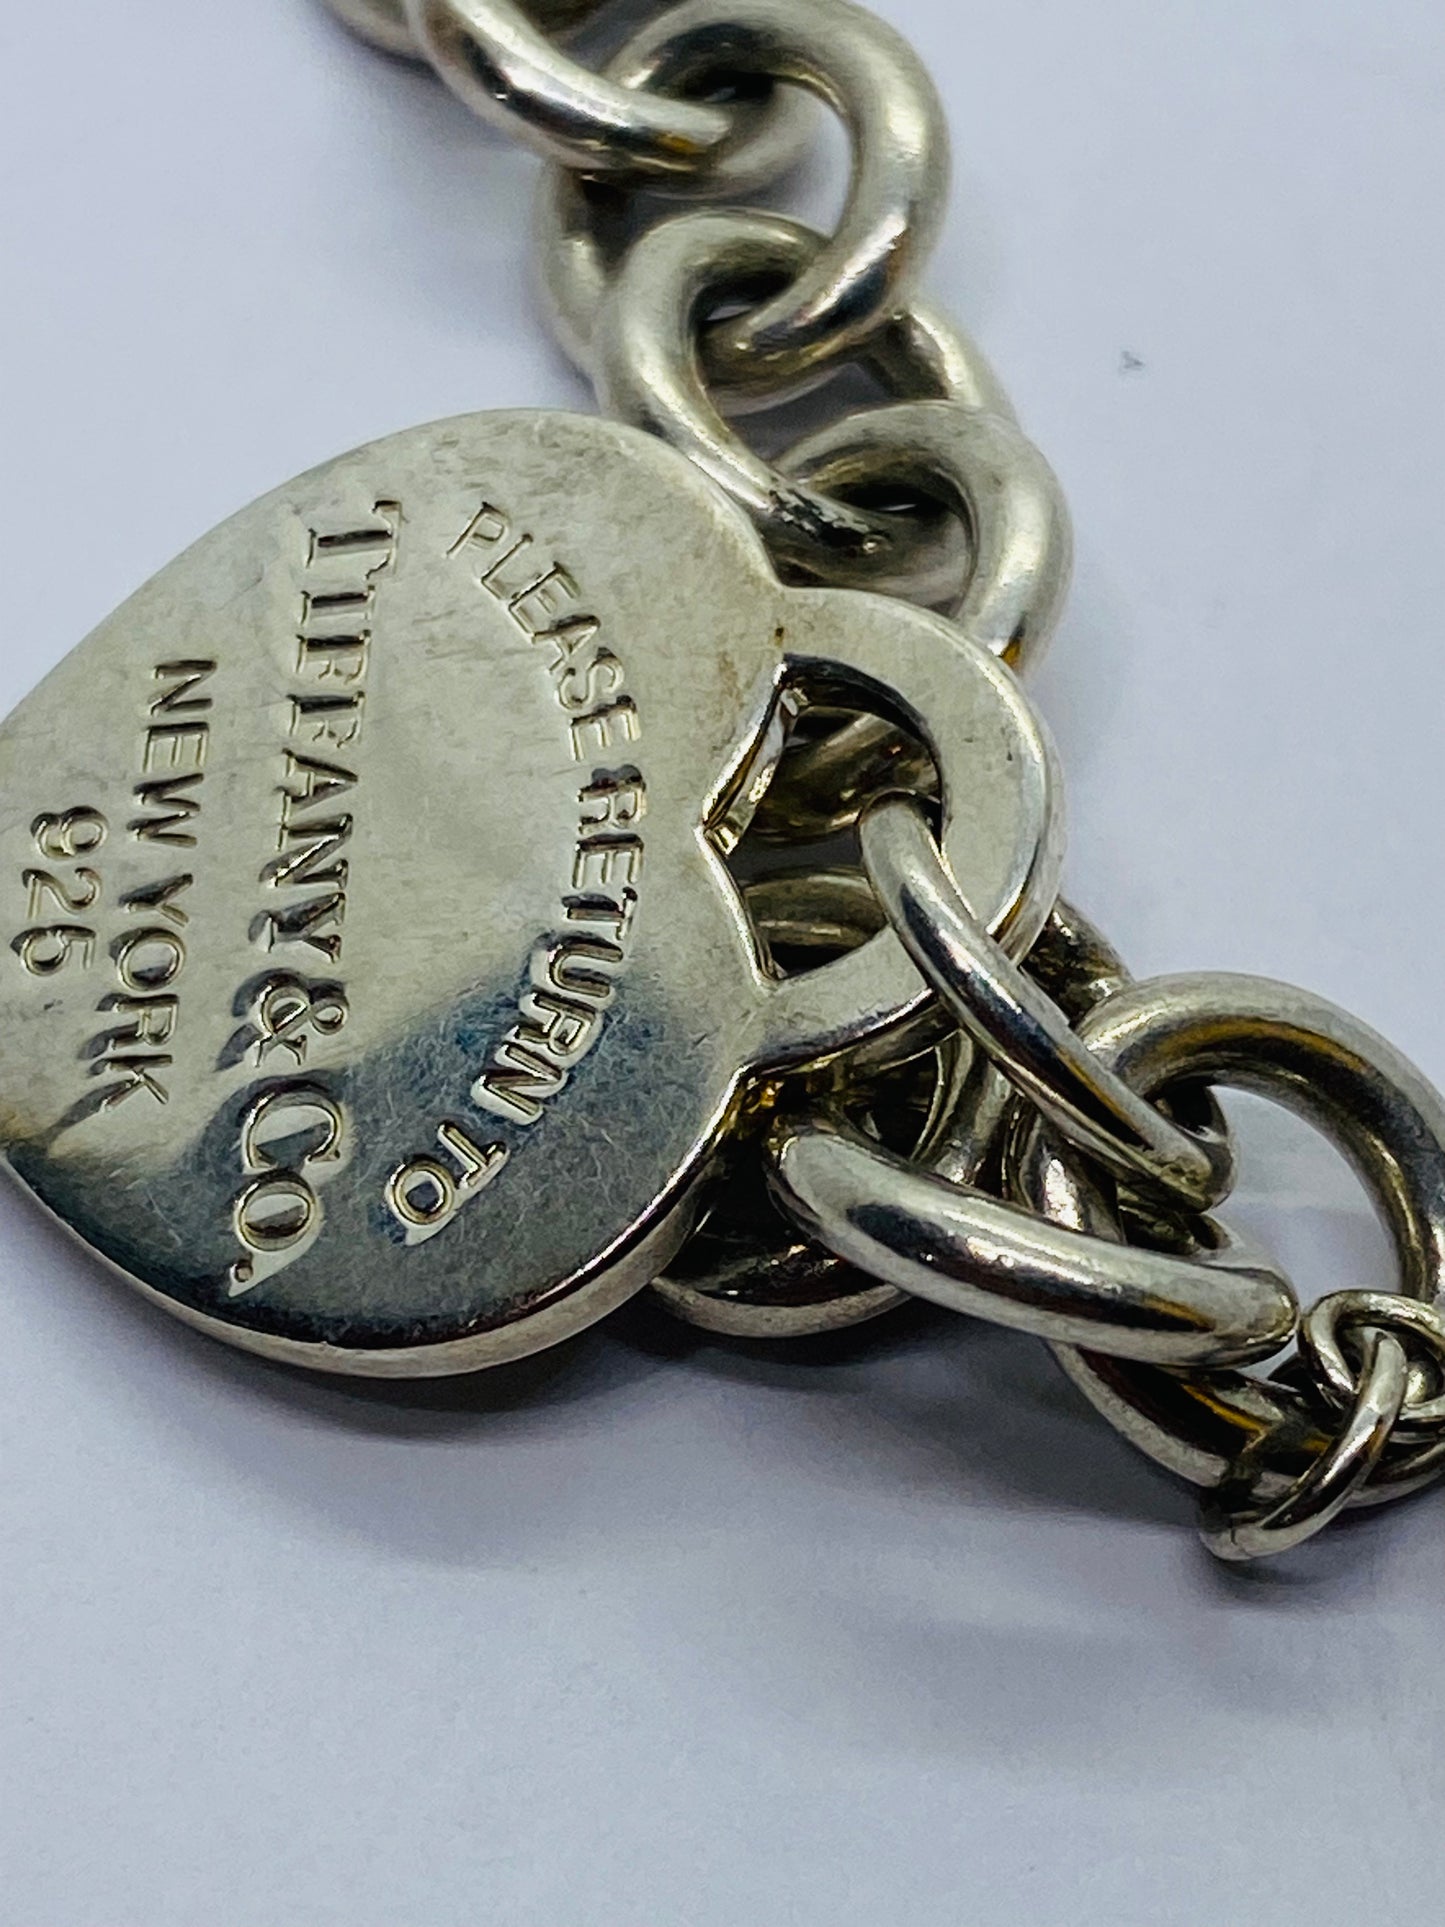 PLEASE RETURN TO
TIFFANY & CO.
NEW YORK
925